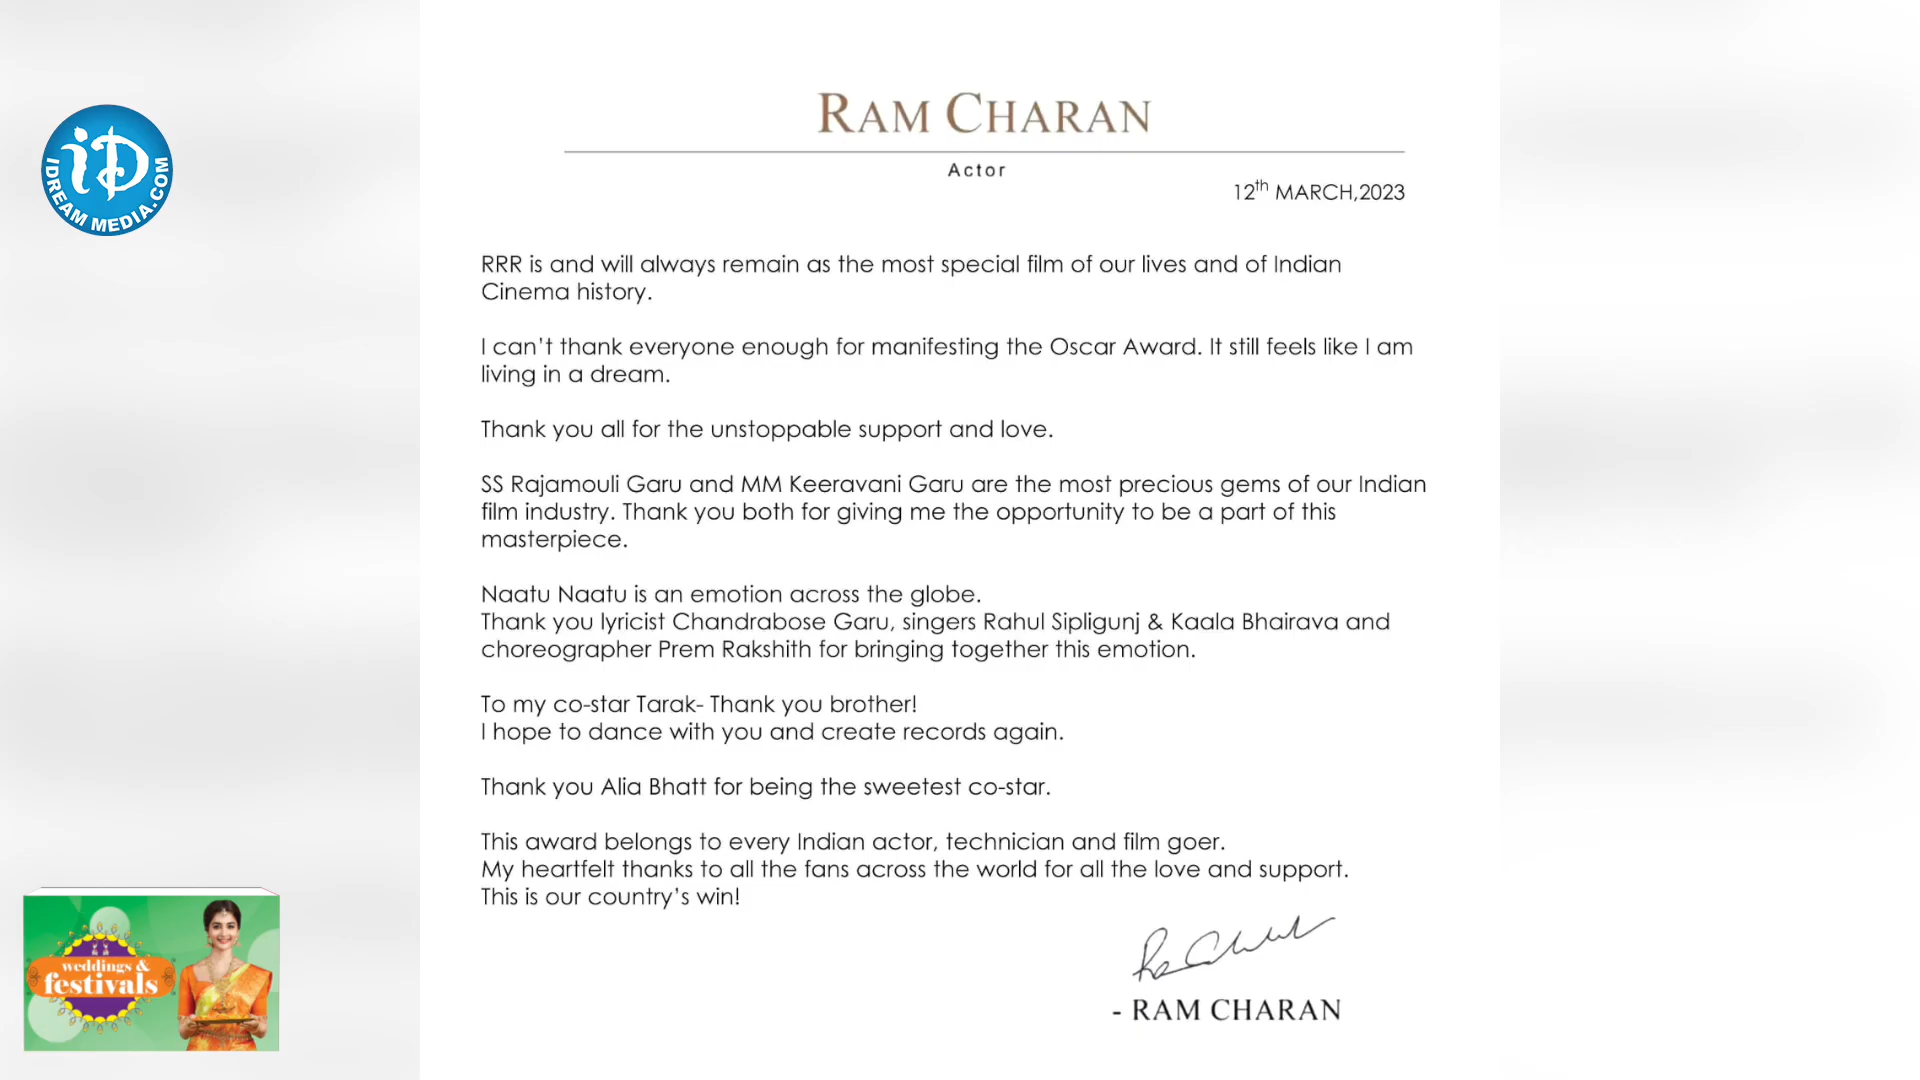 RAM CHARAN
Actor
12th MARCH,2023
iD
IDREAM MEDIA.COM
RRR is and will always remain as the most special film of our lives and of Indian
Cinema history.
I can’t thank everyone enough for manifesting the Oscar Award. It still feels like I am
living in a dream.
Thank you all for the unstoppable support and love.
SS Rajamouli Garu and MM Keeravani Garu are the most precious gems of our Indian
film industry. Thank you both for giving me the opportunity to be a part of this
masterpiece.
Naatu Naatu is an emotion across the globe.
Thank you lyricist Chandrabose Garu, singers Rahul Sipligunj & Kaala Bhairava and
choreographer Prem Rakshith for bringing together this emotion.
To my co-star Tarak- Thank you brother!
I hope to dance with you and create records again.
Thank you Alia Bhatt for being the sweetest co-star.
This award belongs to every Indian actor, technician and film goer.
My heartfelt thanks to all the fans across the world for all the love and support.
This is our country’s win!
- RAM CHARAN
weddings &
festivals